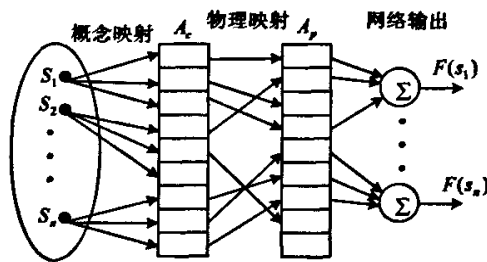 概念映射 A_c 物理映射 A_p 网络输出
S_1
S_2
S_n
Σ F(s_1)
Σ F(s_n)